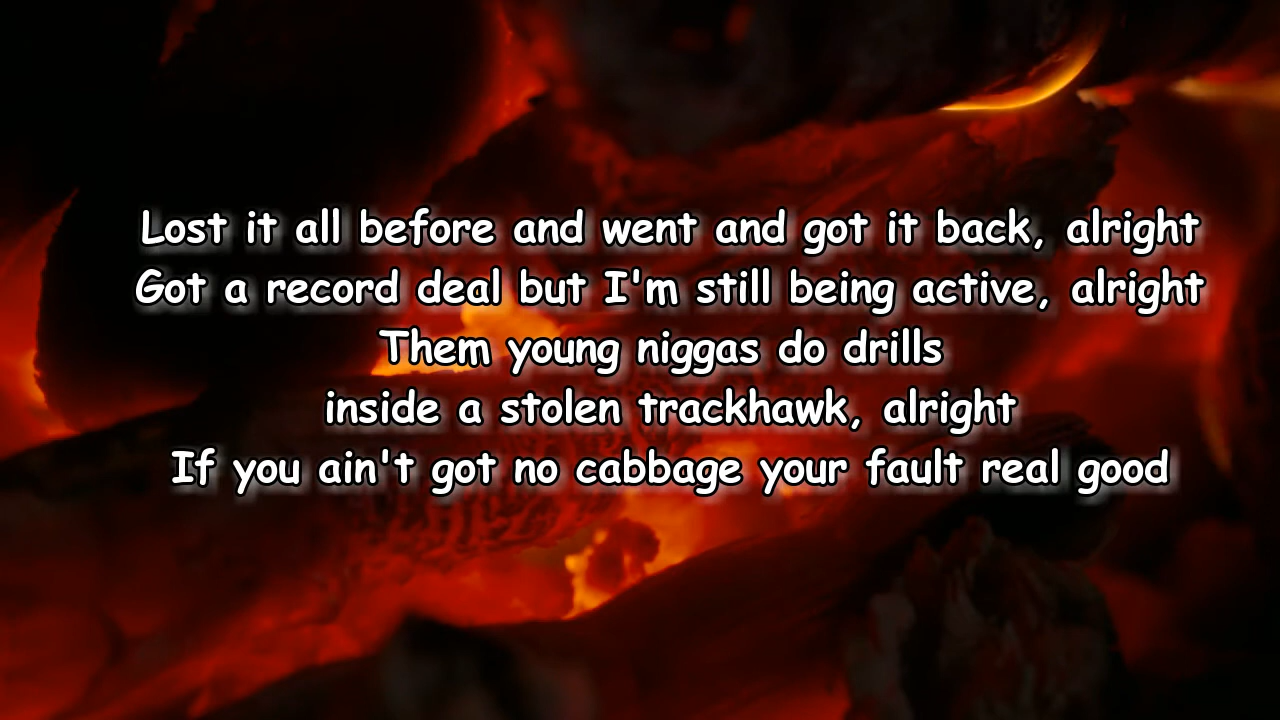 Lost it all before and went and got it back, alright
Got a record deal but I'm still being active, alright
Them young niggas do drills
inside a stolen trackhawk, alright
If you ain't got no cabbage your fault real good